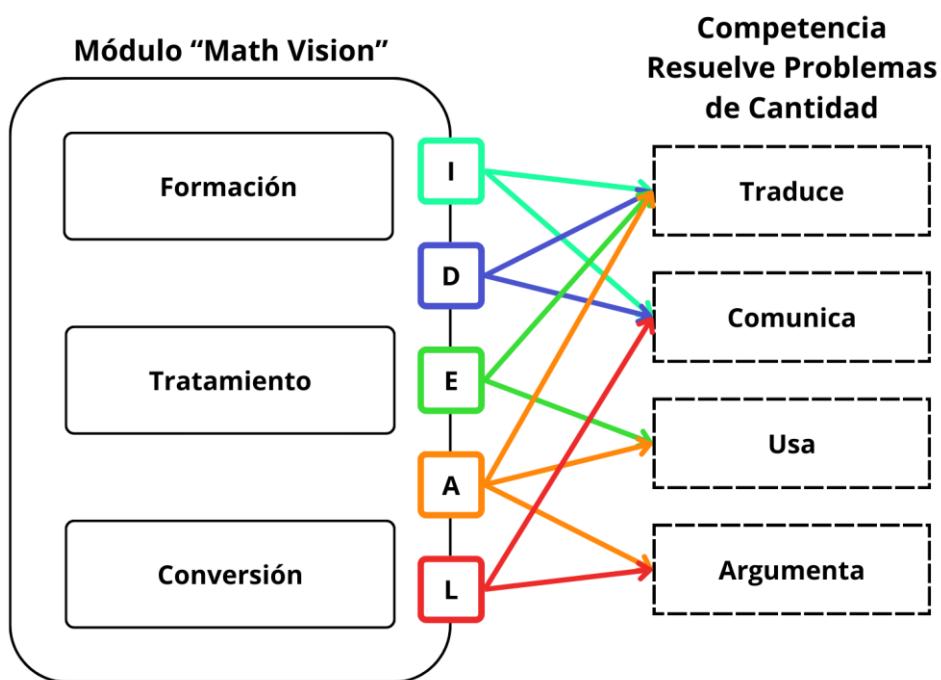 Módulo “Math Vision”
Formación
Tratamiento
Conversión
I
D
E
A
L
Competencia
Resuelve Problemas
de Cantidad
Traduce
Comunica
Usa
Argumenta